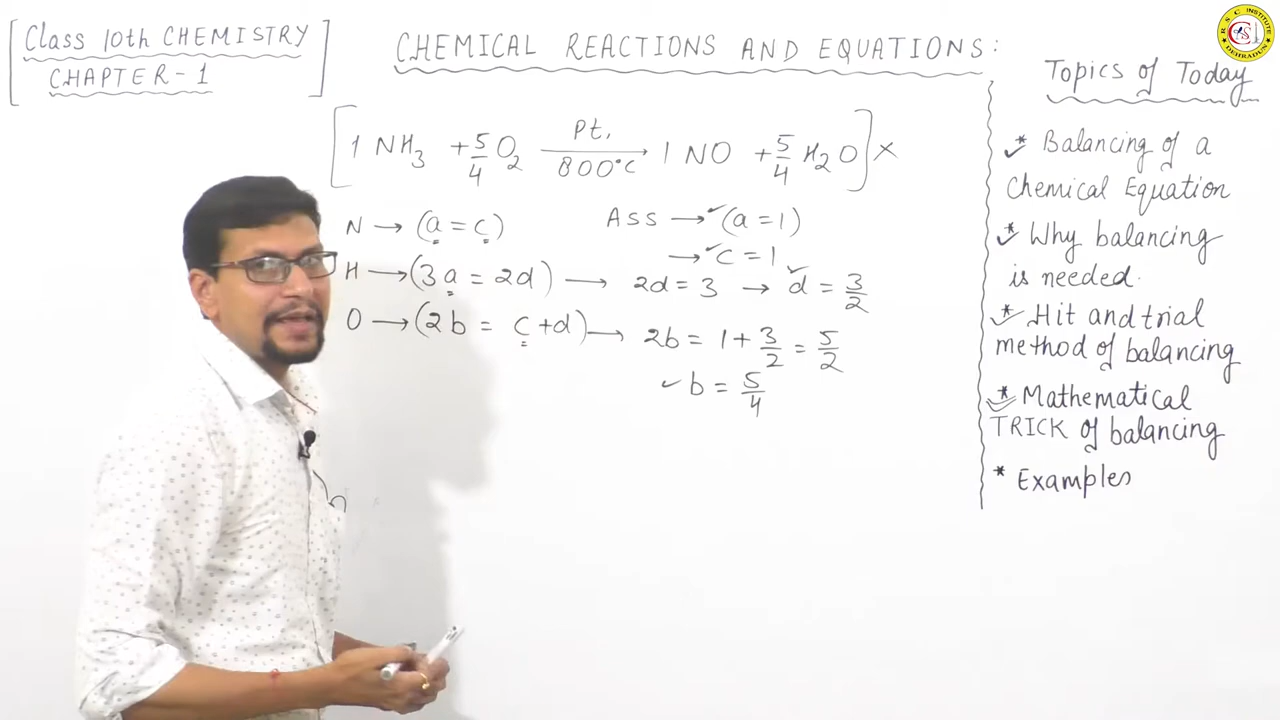 Class 10th CHEMISTRY
CHAPTER-1
CHEMICAL REACTIONS AND EQUATIONS:
[1 NH₃ + 5/4 O₂ Pt. 800°C → 1 NO + 5/4 H₂O] ×
N → (a = c)
H → (3a = 2d) → 2d = 3 → d = 3/2
O → (2b = c+d) → 2b = 1 + 3/2 = 5/2
b = 5/4
Ass → (a = 1)
→ c = 1
Topics of Today
* Balancing of a
Chemical Equation
* Why balancing
is needed.
* Hit and trial
method of balancing
* Mathematical
TRICK of balancing
* Examples
R S C INSTITUTE
DEHRADUN